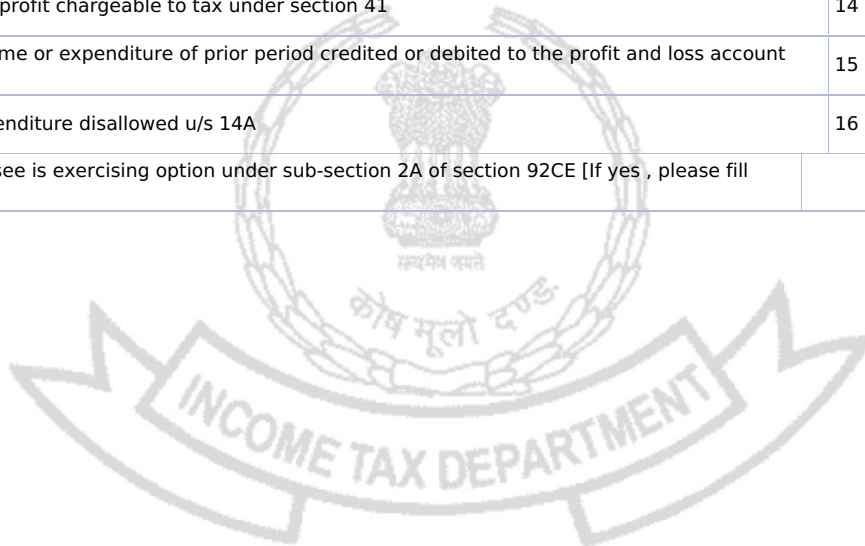 profit chargeable to tax under section 41 14
me or expenditure of prior period credited or debited to the profit and loss account 15
enditure disallowed u/s 14A 16
see is exercising option under sub-section 2A of section 92CE [If yes , please fill
सत्यमेव जयते
कोष मूलो दण्ड:
INCOME TAX DEPARTMENT